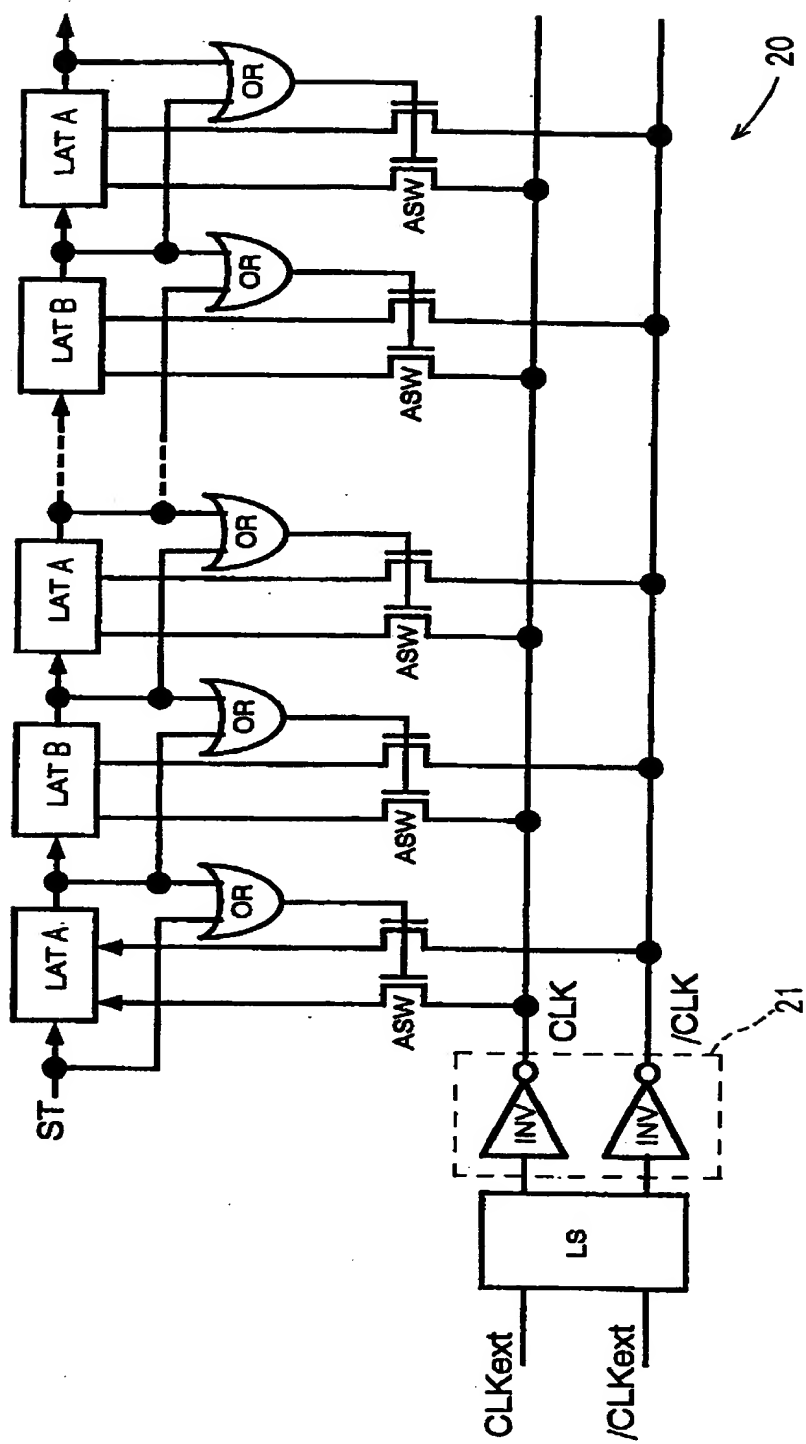 ST
LAT A
LAT B
LAT A
LAT B
LAT A
OR
OR
OR
OR
OR
ASW
ASW
ASW
ASW
ASW
CLKext
/CLKext
LS
INV
INV
CLK
/CLK
21
20